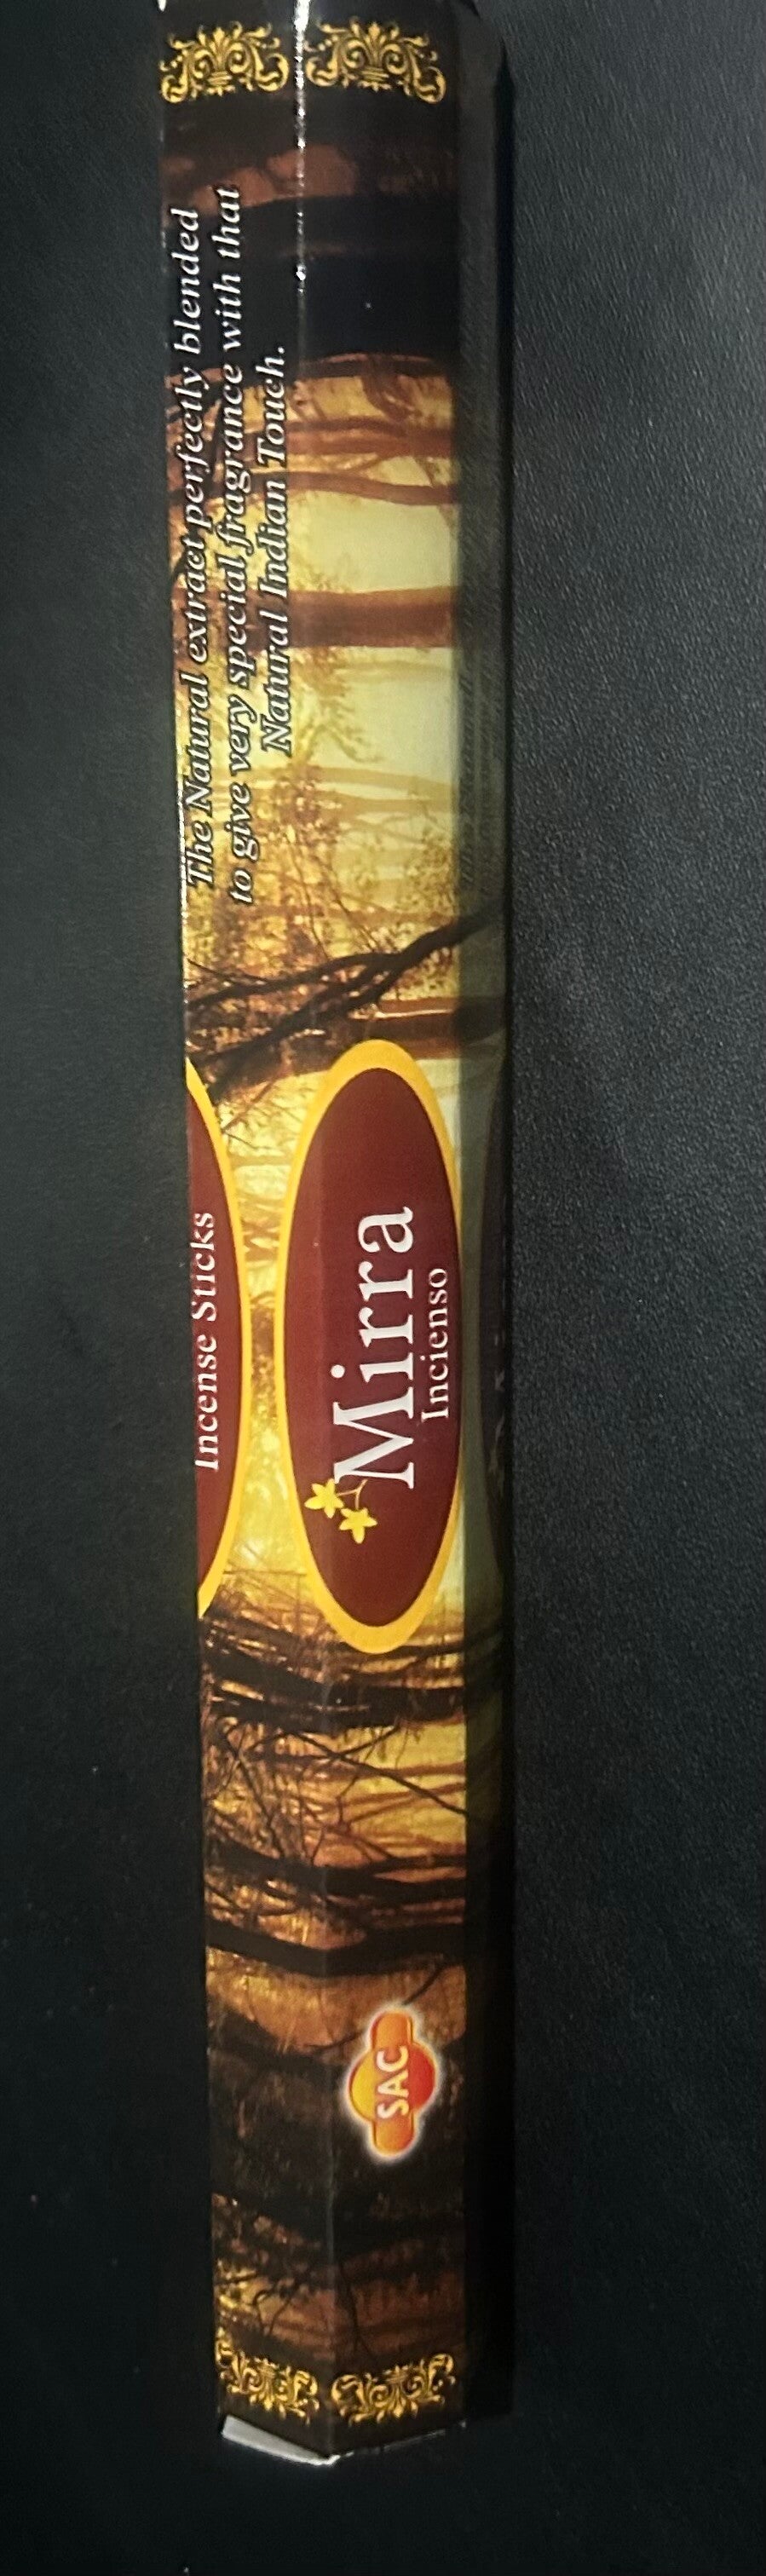 The Natural extract perfectly blended
to give very special fragrance with that
Natural Indian Touch.
Incense Sticks
Mirra
Incienso
SAC